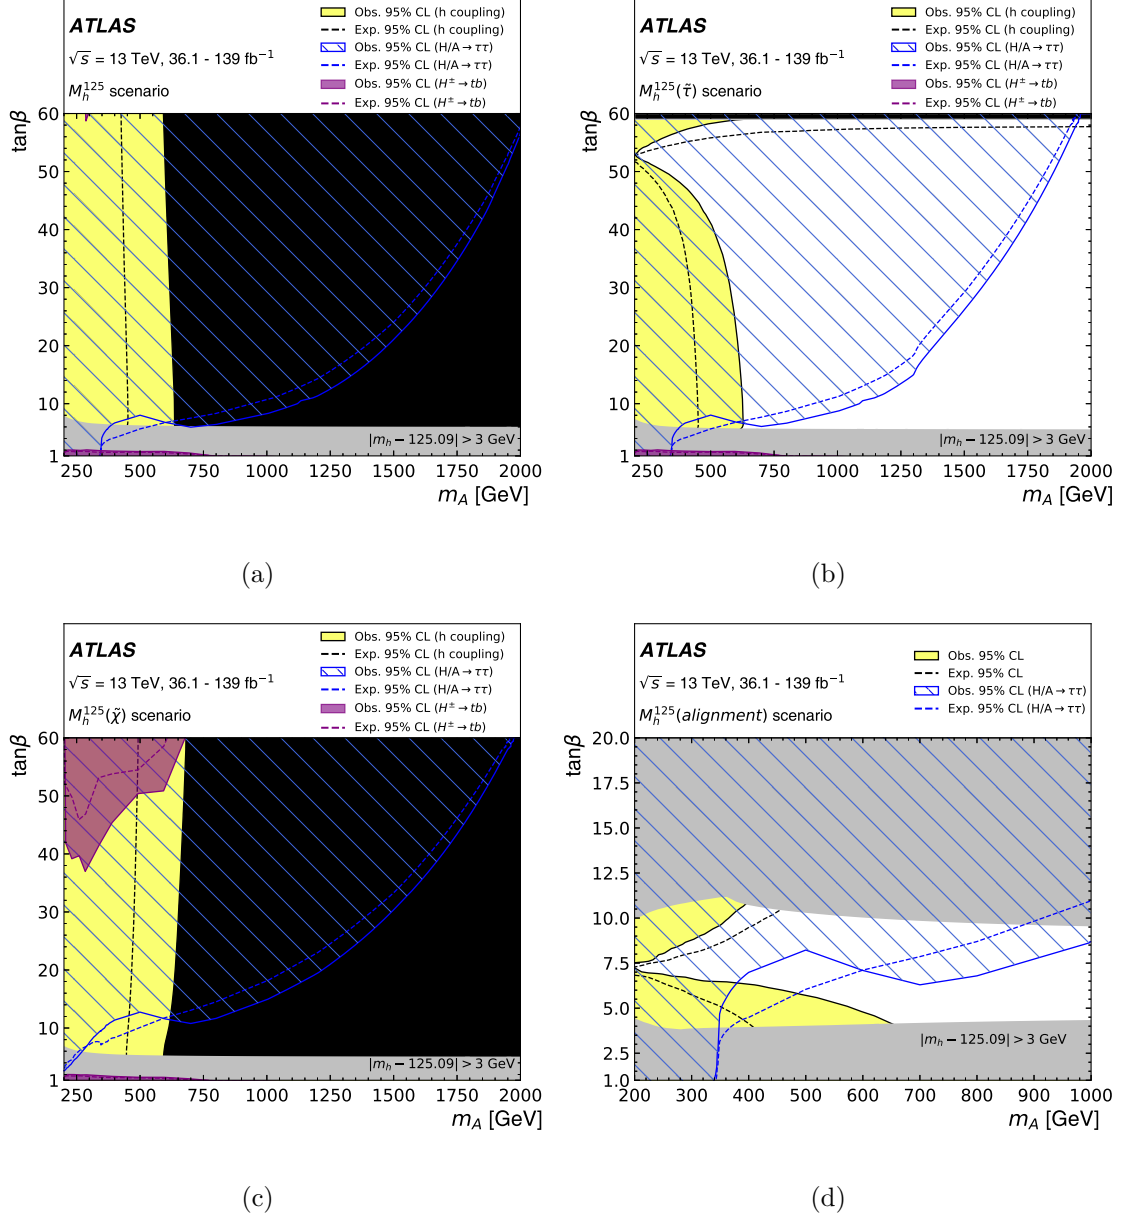 ATLAS
√s = 13 TeV, 36.1 - 139 fb⁻¹
M_h^125 scenario
Obs. 95% CL (h coupling)
Exp. 95% CL (h coupling)
Obs. 95% CL (H/A→ττ)
Exp. 95% CL (H/A→ττ)
Obs. 95% CL (H^±→tb)
Exp. 95% CL (H^±→tb)
tanβ
60
50
40
30
20
10
1
|m_h − 125.09| > 3 GeV
250 500 750 1000 1250 1500 1750 2000
m_A [GeV]
(a)
ATLAS
√s = 13 TeV, 36.1 - 139 fb⁻¹
M_h^125(τ̃) scenario
Obs. 95% CL (h coupling)
Exp. 95% CL (h coupling)
Obs. 95% CL (H/A→ττ)
Exp. 95% CL (H/A→ττ)
Obs. 95% CL (H^±→tb)
Exp. 95% CL (H^±→tb)
tanβ
60
50
40
30
20
10
1
|m_h − 125.09| > 3 GeV
250 500 750 1000 1250 1500 1750 2000
m_A [GeV]
(b)
ATLAS
√s = 13 TeV, 36.1 - 139 fb⁻¹
M_h^125(χ̃) scenario
Obs. 95% CL (h coupling)
Exp. 95% CL (h coupling)
Obs. 95% CL (H/A→ττ)
Exp. 95% CL (H/A→ττ)
Obs. 95% CL (H^±→tb)
Exp. 95% CL (H^±→tb)
tanβ
60
50
40
30
20
10
1
|m_h − 125.09| > 3 GeV
250 500 750 1000 1250 1500 1750 2000
m_A [GeV]
(c)
ATLAS
√s = 13 TeV, 36.1 - 139 fb⁻¹
M_h^125(alignment) scenario
Obs. 95% CL
Exp. 95% CL
Obs. 95% CL (H/A→ττ)
Exp. 95% CL (H/A→ττ)
tanβ
20.0
17.5
15.0
12.5
10.0
7.5
5.0
2.5
1.0
|m_h − 125.09| > 3 GeV
200 300 400 500 600 700 800 900 1000
m_A [GeV]
(d)